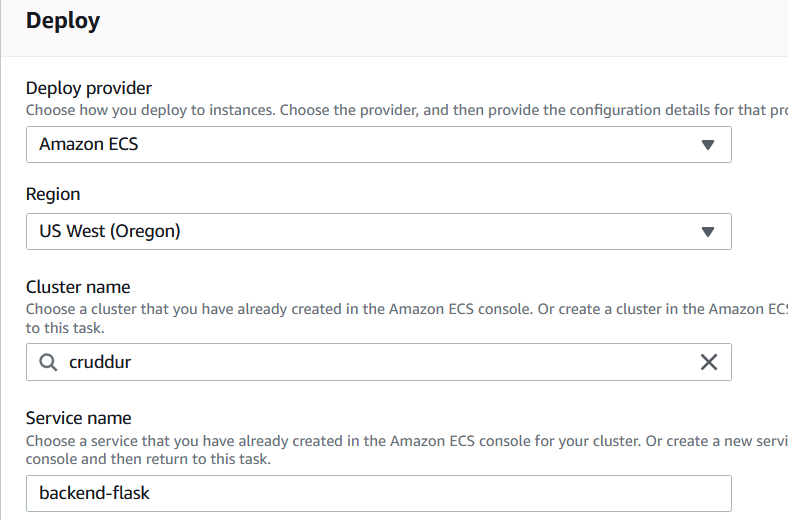 Deploy
Deploy provider
Choose how you deploy to instances. Choose the provider, and then provide the configuration details for that
Amazon ECS
Region
US West (Oregon)
Cluster name
Choose a cluster that you have already created in the Amazon ECS console. Or create a cluster in the Amazon ECS
to this task.
cruddur
Service name
Choose a service that you have already created in the Amazon ECS console for your cluster. Or create a new
console and then return to this task.
backend-flask